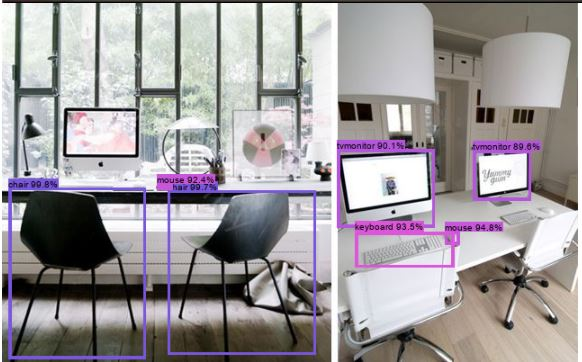 chair 99.8%
mouse 92.4%
hair 99.7%
tvmonitor 90.1%
tvmonitor 89.6%
Yummy
gum
keyboard 93.5%
mouse 94.8%